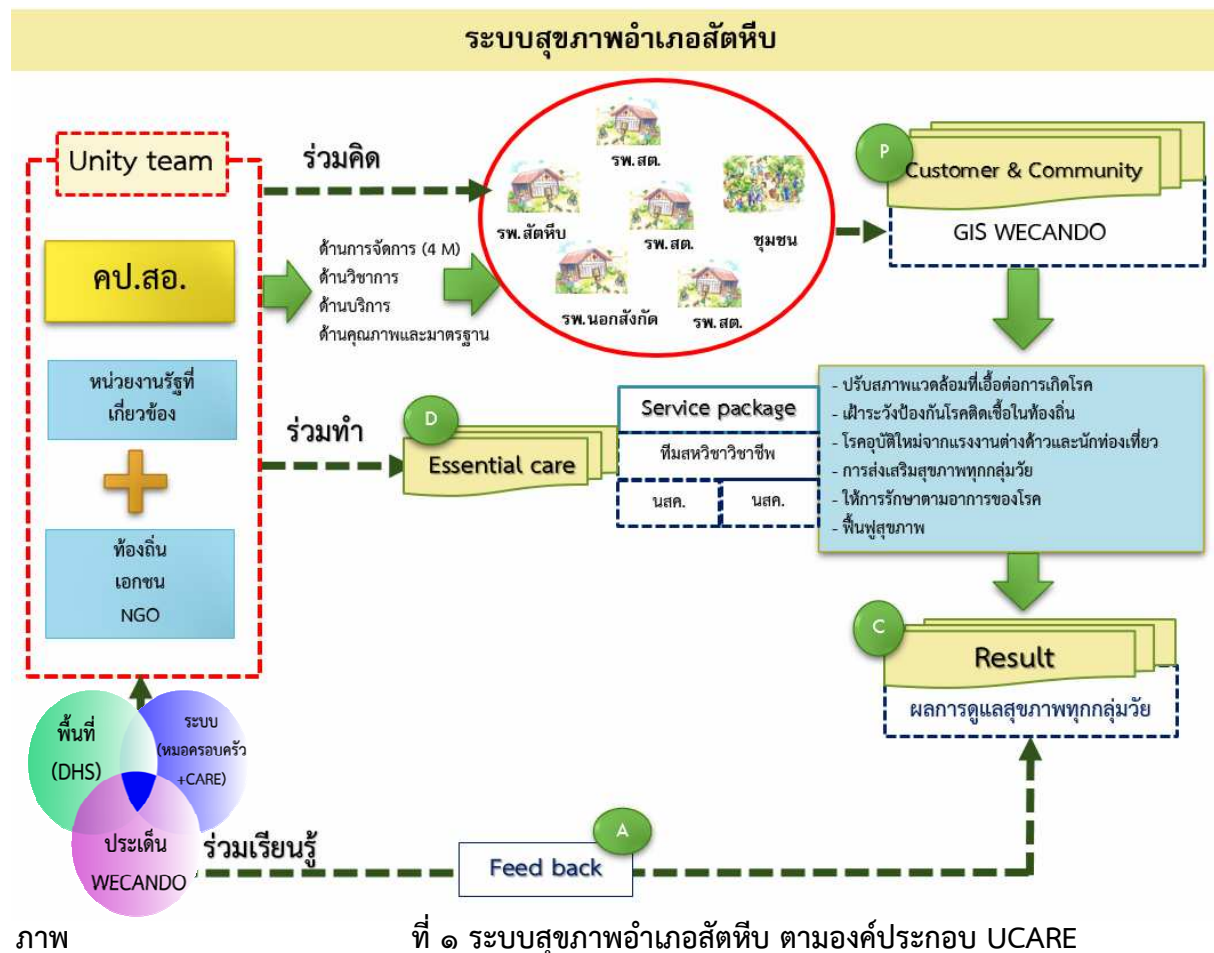 ระบบสุขภาพอำเภอสัตหีบ
Unity team
คป.สอ.
หน่วยงานรัฐที่
เกี่ยวข้อง
ท้องถิ่น
เอกชน
NGO
ร่วมคิด
ด้านการจัดการ (4 M)
ด้านวิชาการ
ด้านบริการ
ด้านคุณภาพและมาตรฐาน
รพ.สต.
รพ.สัตหีบ
รพ.สต.
ชุมชน
รพ.นอกสังกัด
รพ.สต.
P
Customer & Community
GIS WECANDO
ร่วมทำ
D
Essential care
Service package
ทีมสหวิชาวิชาชีพ
นสค.
นสค.
- ปรับสภาพแวดล้อมที่เอื้อต่อการเกิดโรค
- เฝ้าระวังป้องกันโรคติดเชื้อในท้องถิ่น
- โรคอุบัติใหม่จากแรงงานต่างด้าวและนักท่องเที่ยว
- การส่งเสริมสุขภาพทุกกลุ่มวัย
- ให้การรักษาตามอาการของโรค
- ฟื้นฟูสุขภาพ
C
Result
ผลการดูแลสุขภาพทุกกลุ่มวัย
พื้นที่
(DHS)
ระบบ
(หมอครอบครัว
+CARE)
ประเด็น
WECANDO
ร่วมเรียนรู้
A
Feed back
ภาพ ที่ ๑ ระบบสุขภาพอำเภอสัตหีบ ตามองค์ประกอบ UCARE